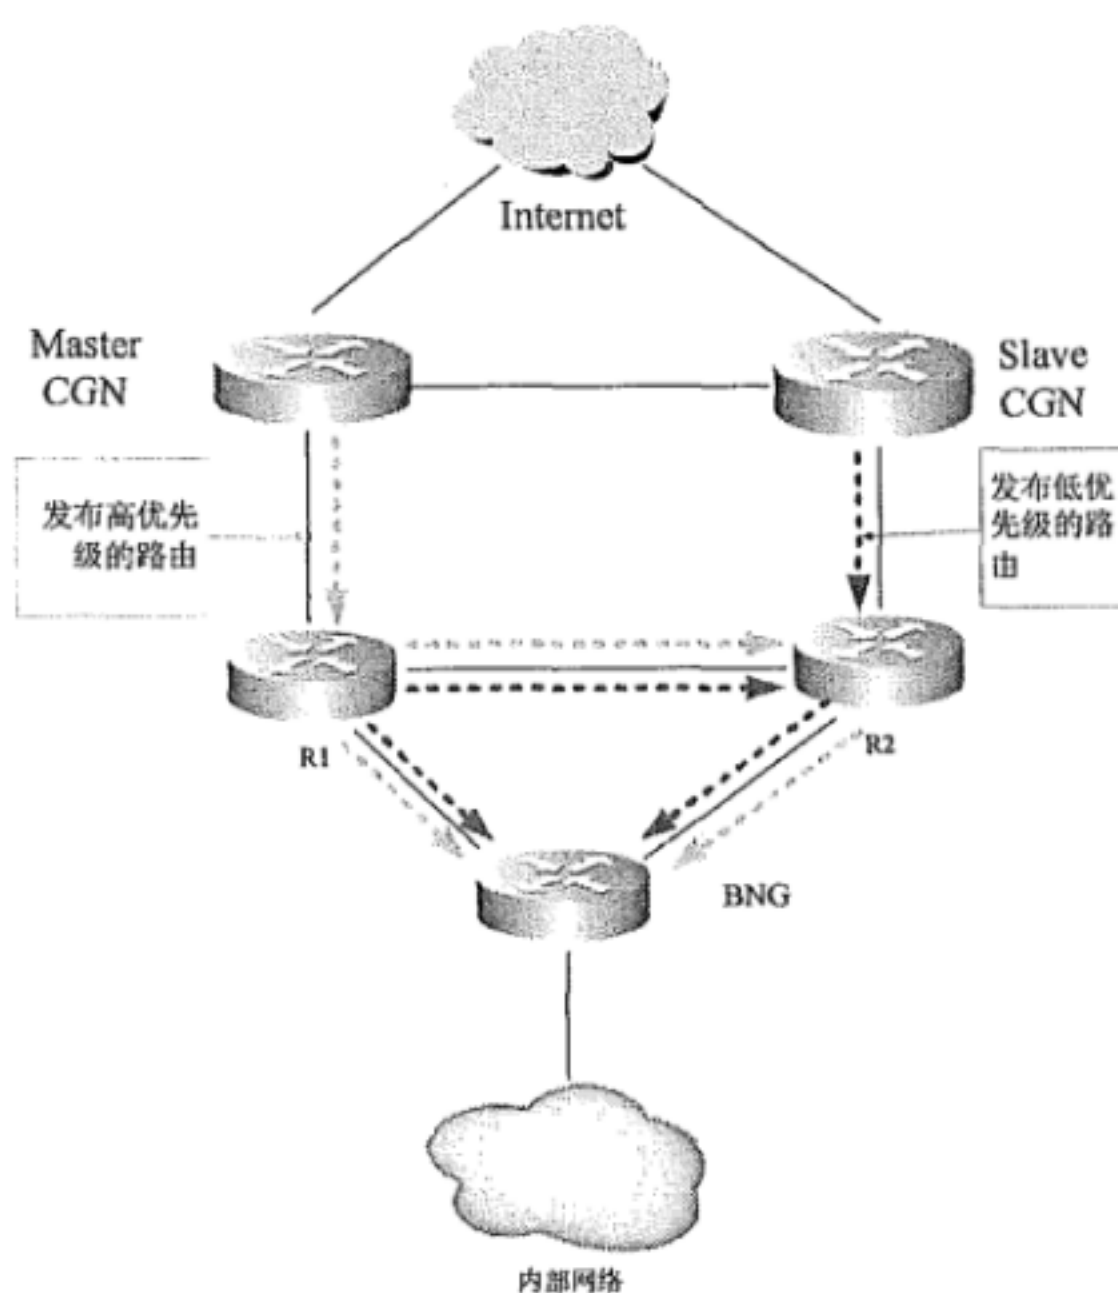 Internet
Master
CGN
Slave
CGN
发布高优先
级的路由
发布低优
先级的路
由
R1
R2
BNG
内部网络